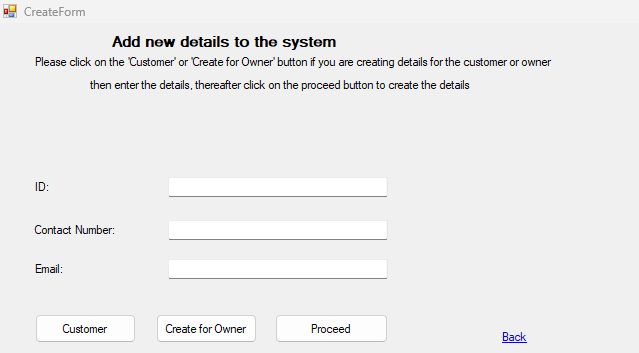 CreateForm
Add new details to the system
Please click on the 'Customer' or 'Create for Owner' button if you are creating details for the customer or owner
then enter the details, thereafter click on the proceed button to create the details
ID:
Contact Number:
Email:
Customer Create for Owner Proceed
Back